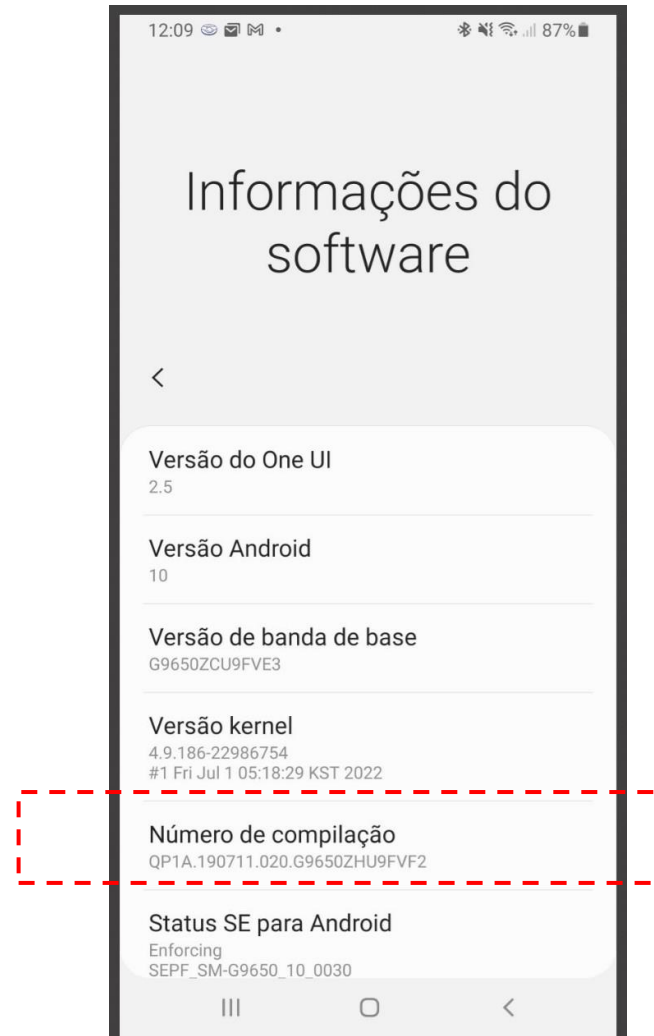 12:09
87%
Informações do
software
Versão do One UI
2.5
Versão Android
10
Versão de banda de base
G9650ZCU9FVE3
Versão kernel
4.9.186-22986754
#1 Fri Jul 1 05:18:29 KST 2022
Número de compilação
QP1A.190711.020.G9650ZHU9FVF2
Status SE para Android
Enforcing
SEPF_SM-G9650_10_0030